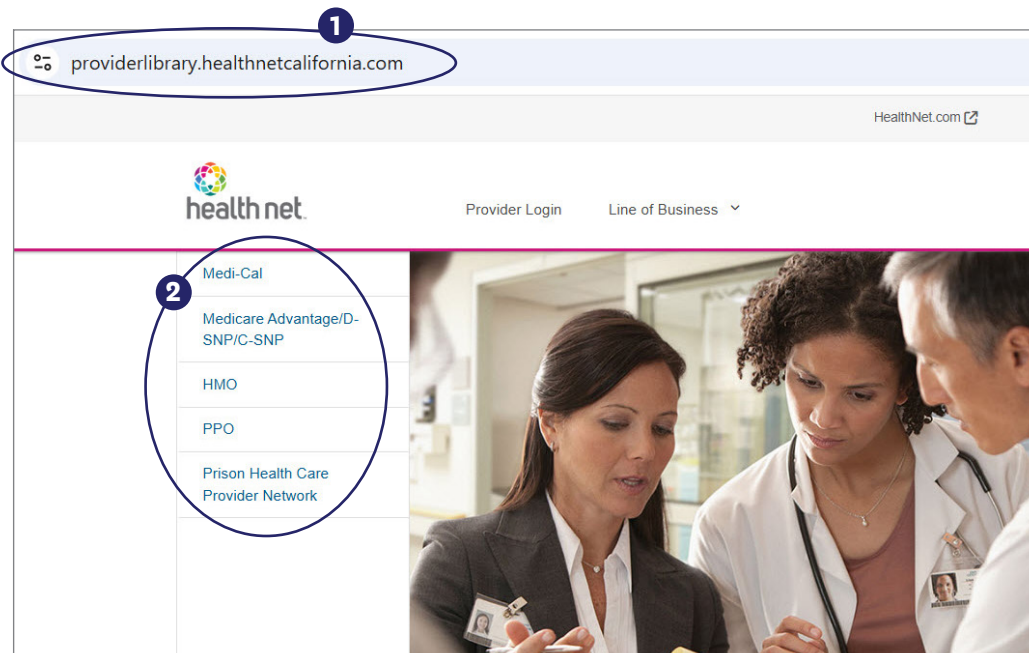 1
providerlibrary.healthnetcalifornia.com
HealthNet.com
health net.
Provider Login
Line of Business
2
Medi-Cal
Medicare Advantage/D-
SNP/C-SNP
HMO
PPO
Prison Health Care
Provider Network